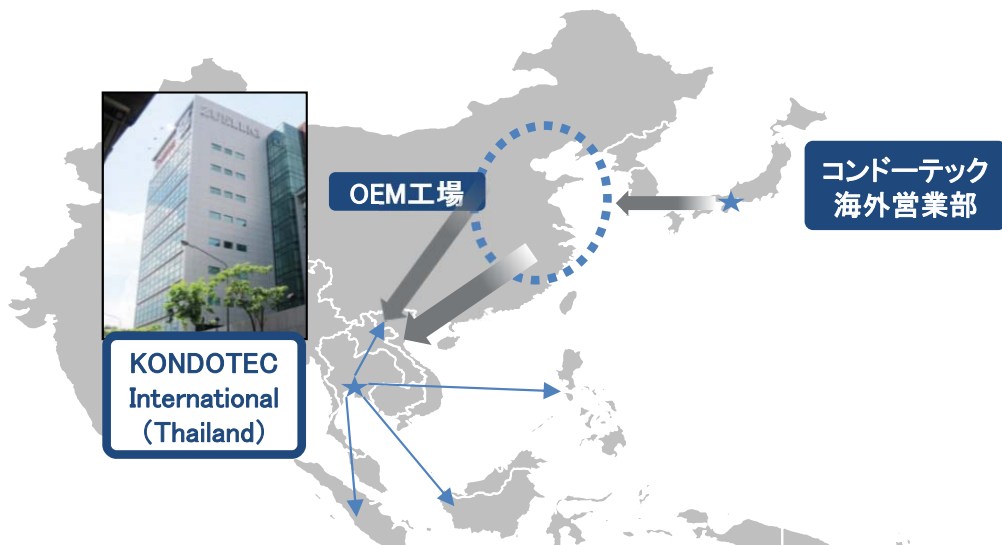 OEM工場
コンドーテック
海外営業部
KONDOTEC
International
（Thailand）